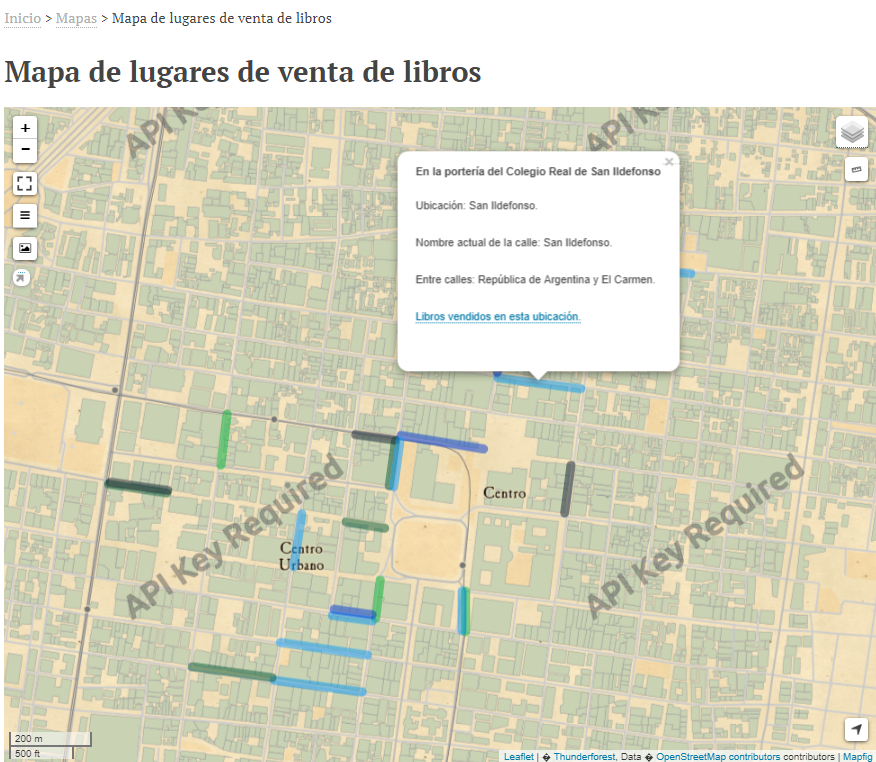 Inicio > Mapas > Mapa de lugares de venta de libros
Mapa de lugares de venta de libros
API Key Required
API Key Required
+
−
En la portería del Colegio Real de San Ildefonso ×
Ubicación: San Ildefonso.
Nombre actual de la calle: San Ildefonso.
Entre calles: República de Argentina y El Carmen.
Libros vendidos en esta ubicación.
Centro
Centro
Urbano
API Key Required
API Key Required
200 m
500 ft
Leaflet | � Thunderforest, Data � OpenStreetMap contributors contributors | Mapfig